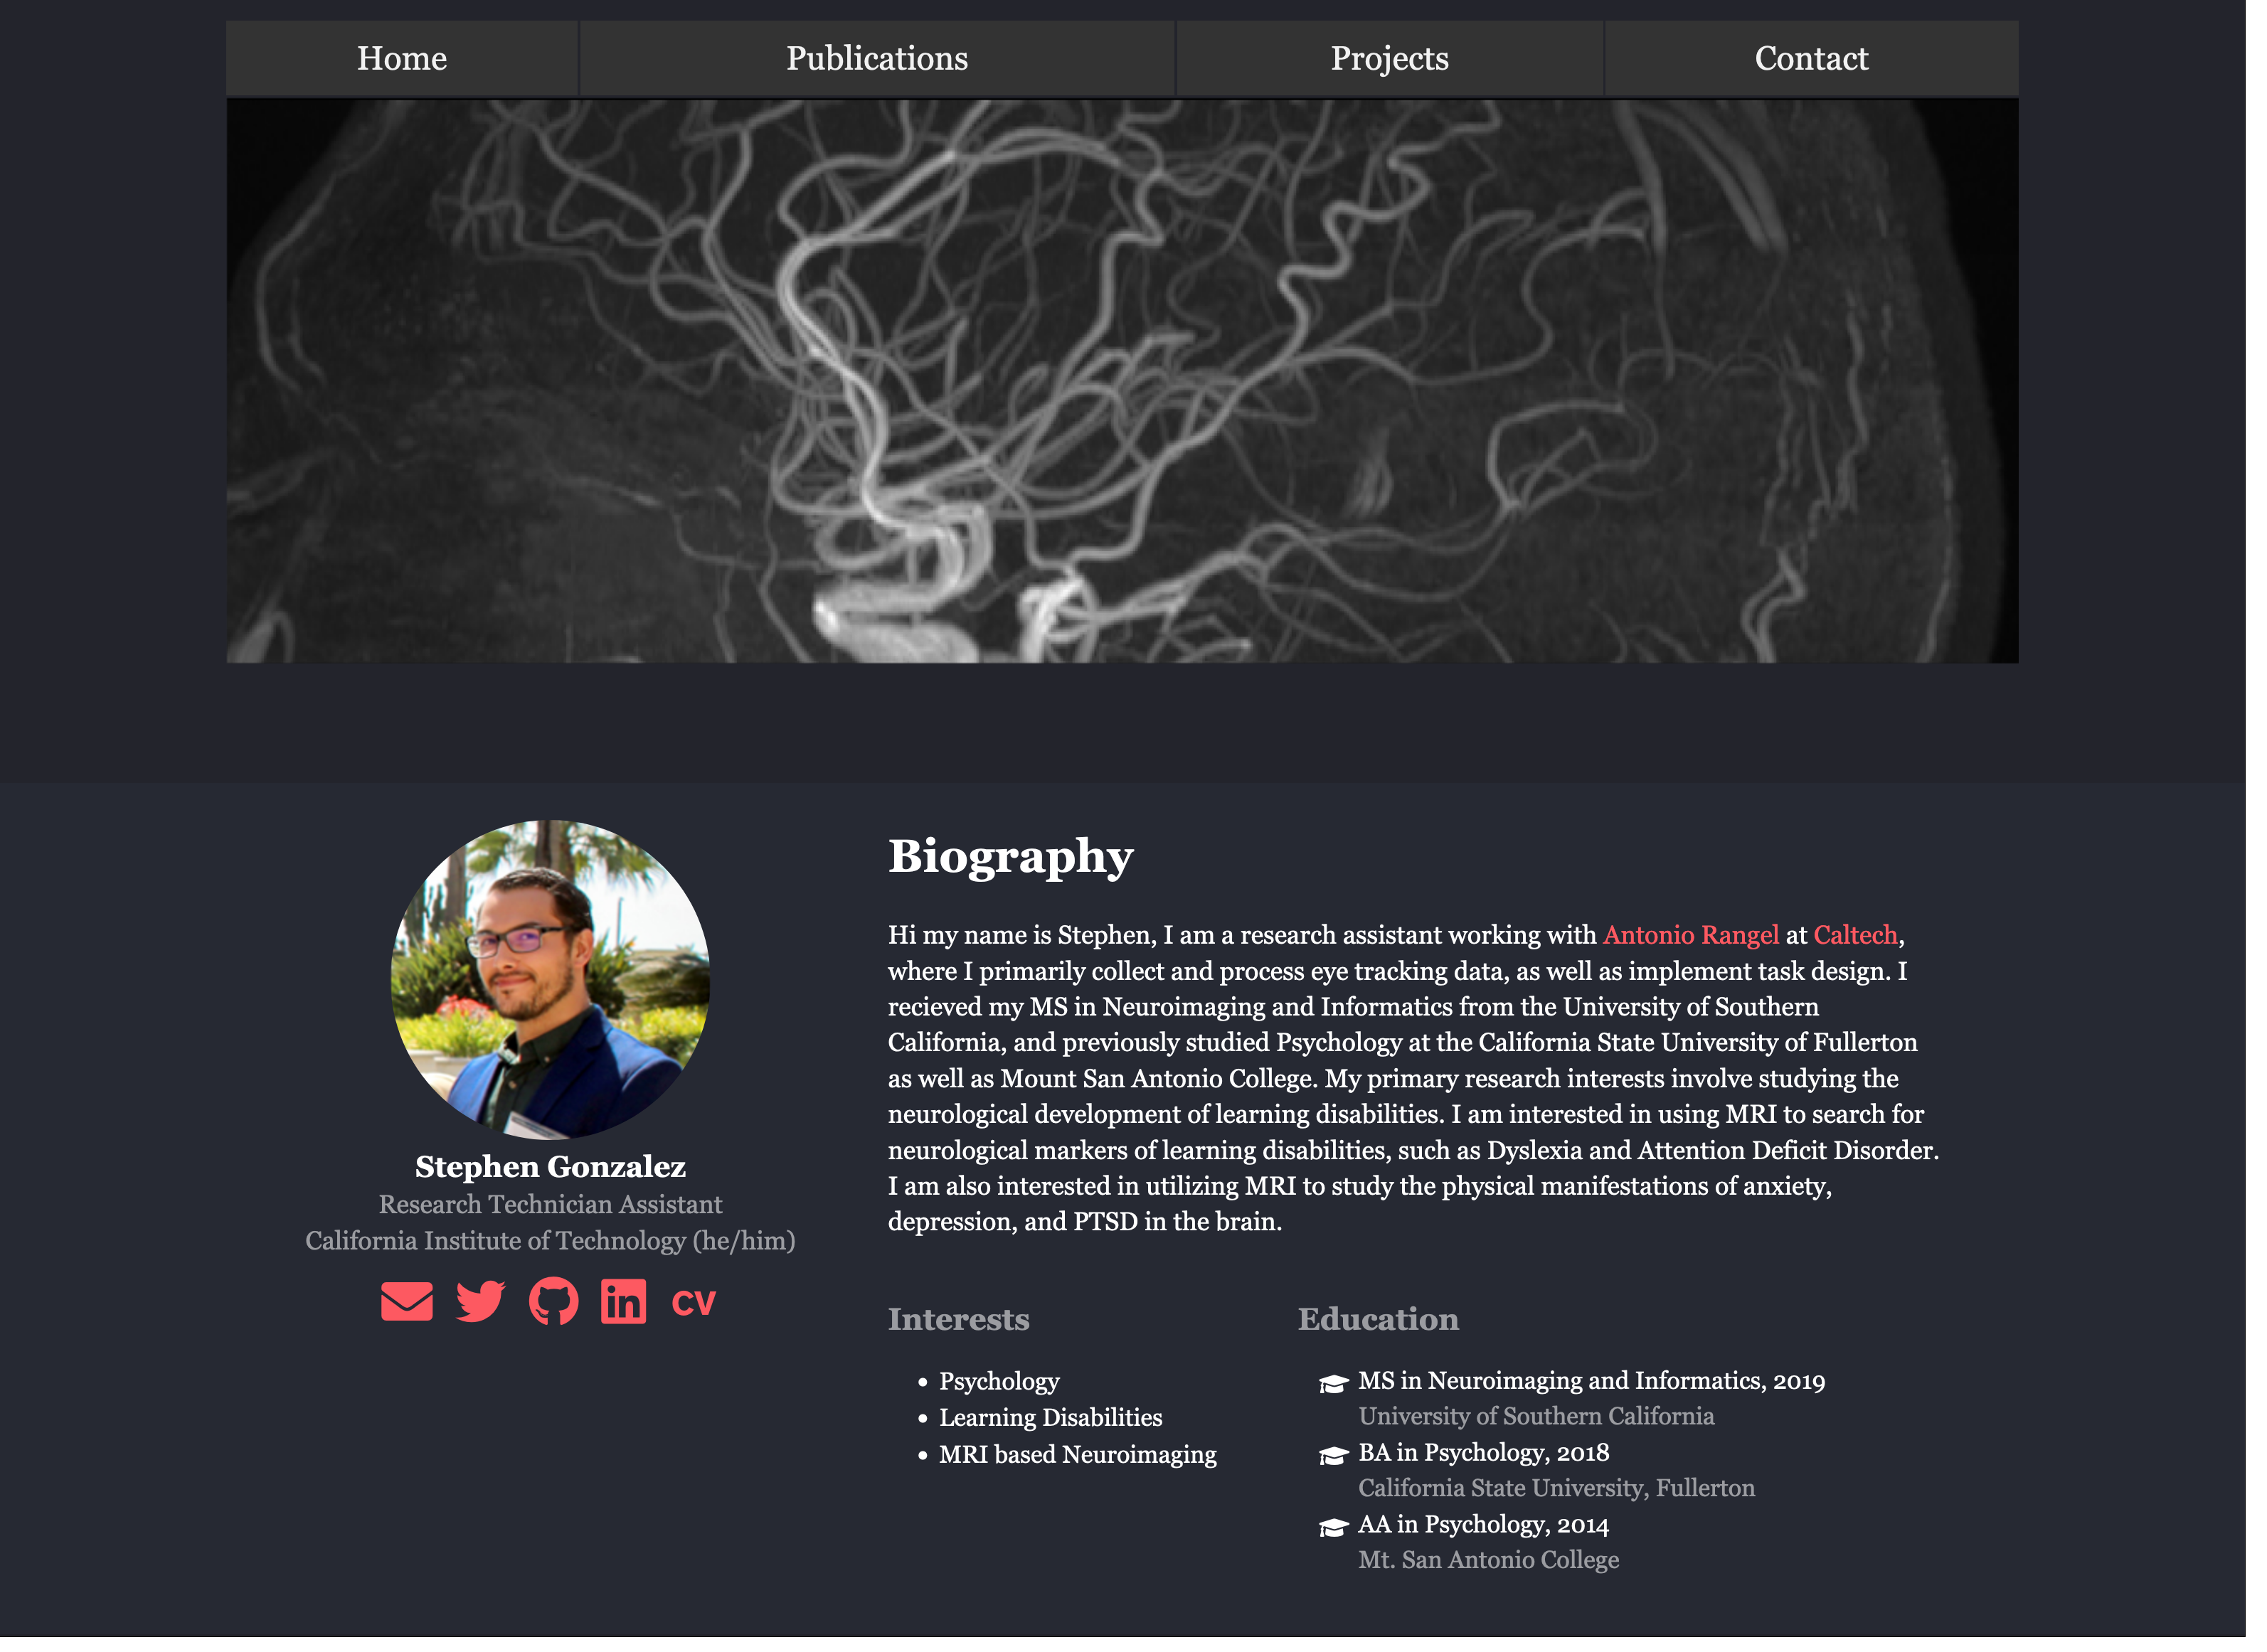 Home
Publications
Projects
Contact
Biography
Hi my name is Stephen, I am a research assistant working with Antonio Rangel at Caltech,
where I primarily collect and process eye tracking data, as well as implement task design. I
recieved my MS in Neuroimaging and Informatics from the University of Southern
California, and previously studied Psychology at the California State University of Fullerton
as well as Mount San Antonio College. My primary research interests involve studying the
neurological development of learning disabilities. I am interested in using MRI to search for
neurological markers of learning disabilities, such as Dyslexia and Attention Deficit Disorder.
I am also interested in utilizing MRI to study the physical manifestations of anxiety,
depression, and PTSD in the brain.
Stephen Gonzalez
Research Technician Assistant
California Institute of Technology (he/him)
in
CV
Interests
Psychology
Learning Disabilities
MRI based Neuroimaging
Education
MS in Neuroimaging and Informatics, 2019
University of Southern California
BA in Psychology, 2018
California State University, Fullerton
AA in Psychology, 2014
Mt. San Antonio College